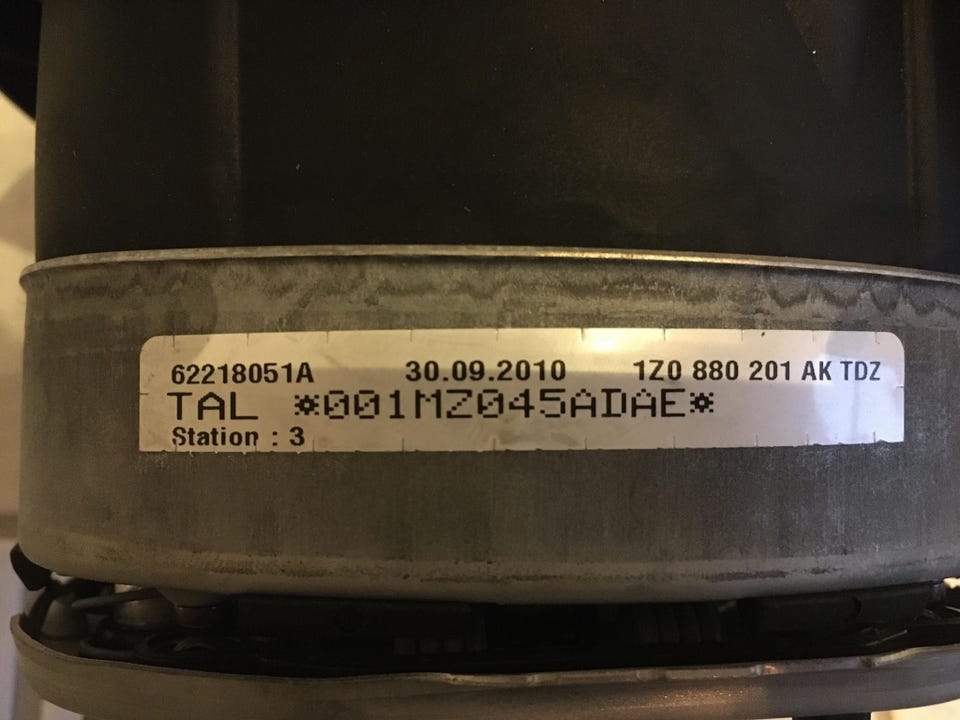 62218051A 30.09.2010 1Z0 880 201 AK TDZ
TAL *001MZ045ADAE*
Station : 3